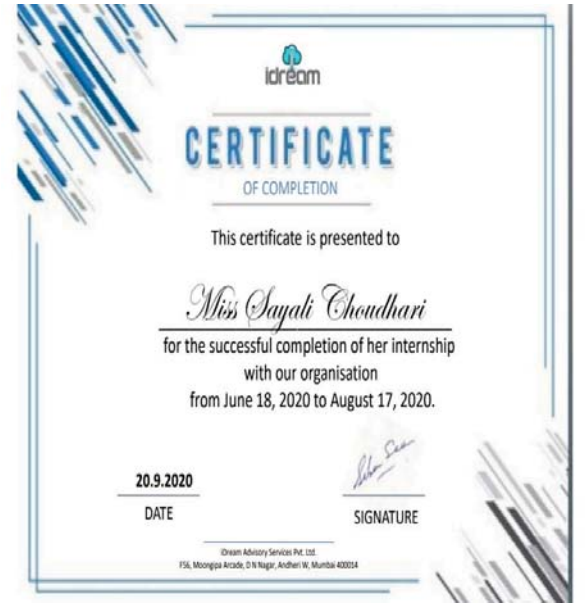 idream
CERTIFICATE
OF COMPLETION
This certificate is presented to
Miss Sayali Choudhari
for the successful completion of her internship
with our organisation
from June 18, 2020 to August 17, 2020.
20.9.2020
DATE
SIGNATURE
iDream Advisory Services Pvt. Ltd.
F56, Moongipa Arcade, D N Nagar, Andheri W, Mumbai 400014